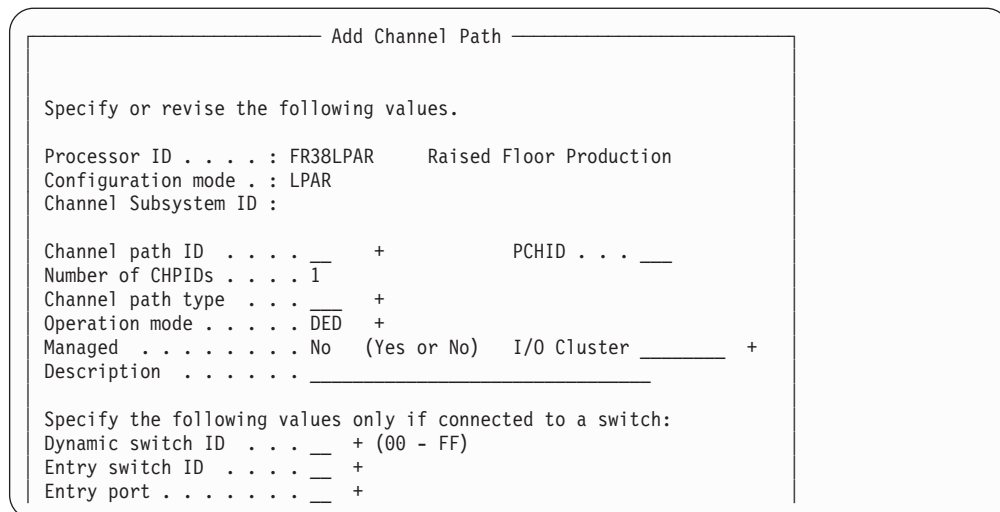 Add Channel Path
Specify or revise the following values.
Processor ID . . . . : FR38LPAR Raised Floor Production
Configuration mode . : LPAR
Channel Subsystem ID :
Channel path ID . . . . __ + PCHID . . . ___
Number of CHPIDs . . . . 1
Channel path type . . . ___ +
Operation mode . . . . . DED +
Managed . . . . . . . . No (Yes or No) I/O Cluster ________ +
Description . . . . . . ________________________________
Specify the following values only if connected to a switch:
Dynamic switch ID . . . __ + (00 - FF)
Entry switch ID . . . . __ +
Entry port . . . . . . . __ +